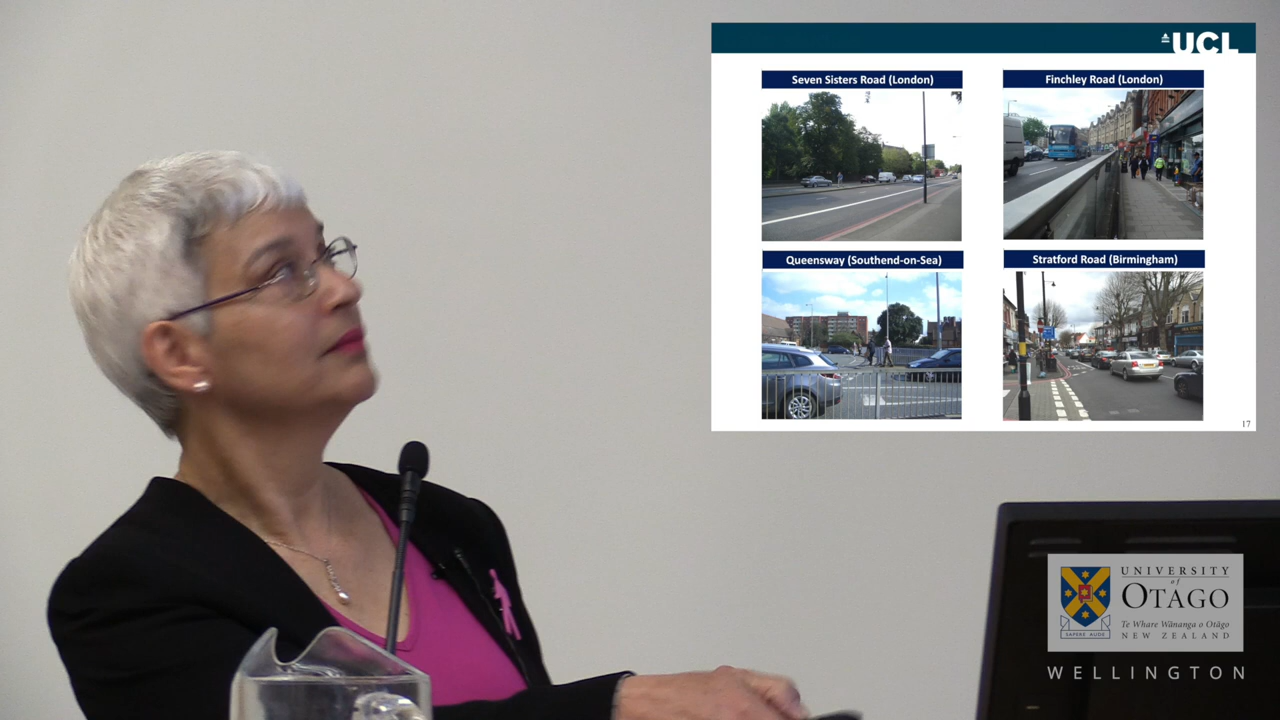 UCL
Seven Sisters Road (London)
Finchley Road (London)
Queensway (Southend-on-Sea)
Stratford Road (Birmingham)
17
UNIVERSITY
of
OTAGO
Te Whare Wānanga o Otāgo
NEW ZEALAND
SAPERE AUDE
WELLINGTON